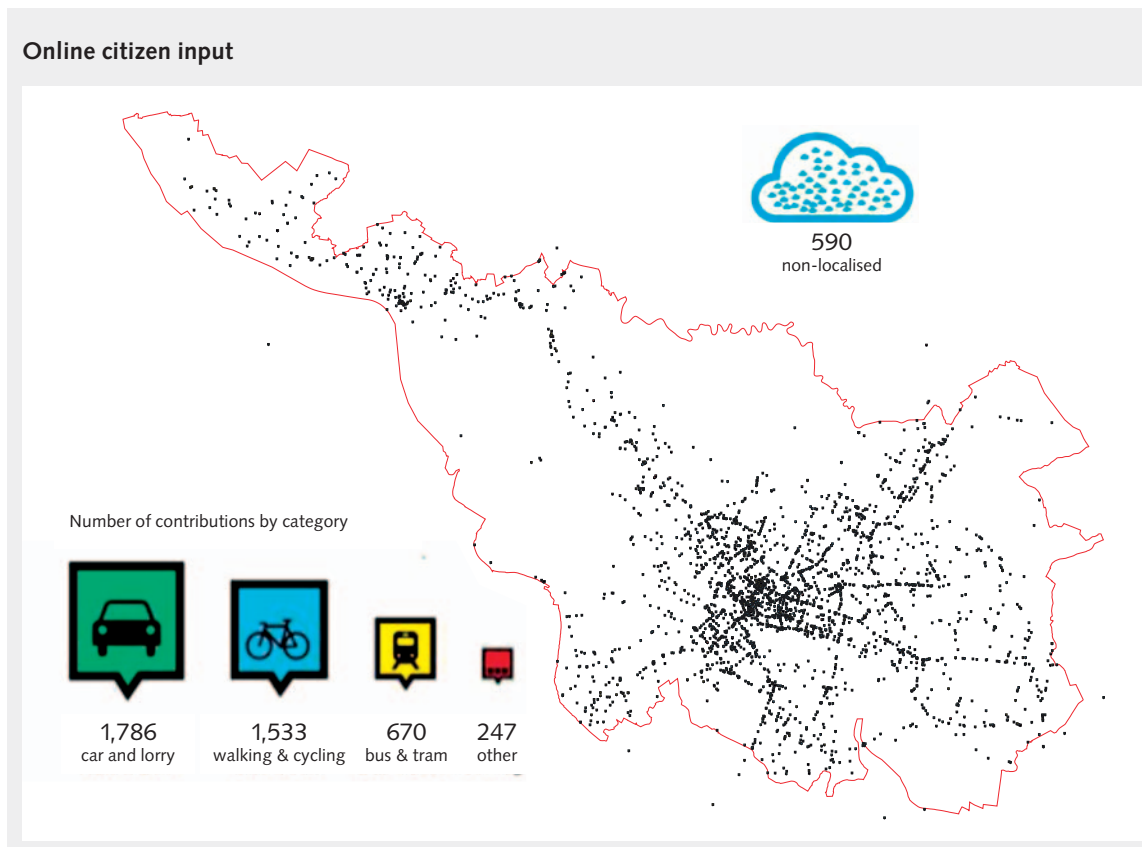 Online citizen input
590
non-localised
Number of contributions by category
1,786
car and lorry
1,533
walking & cycling
670
bus & tram
247
other